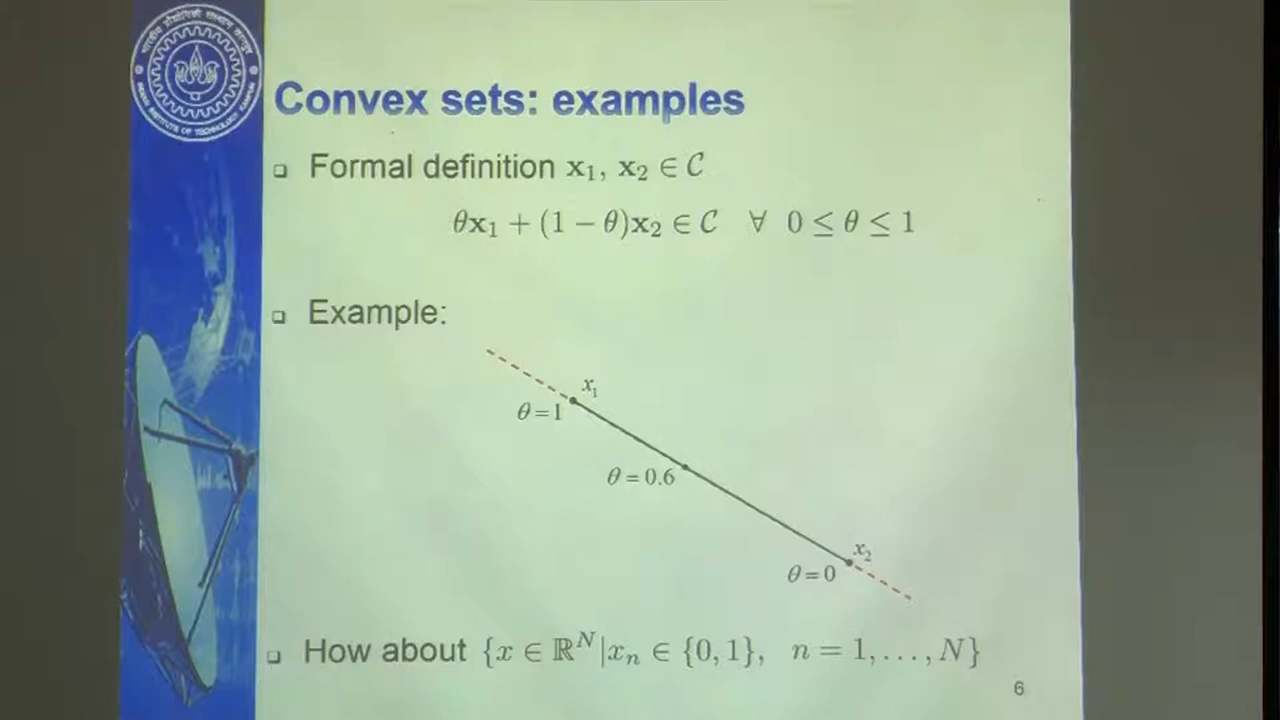 Convex sets: examples
Formal definition x₁, x₂ ∈ 𝒞
θx₁ + (1 − θ)x₂ ∈ 𝒞 ∀ 0 ≤ θ ≤ 1
Example:
x₁
θ = 1
θ = 0.6
x₂
θ = 0
How about {x ∈ ℝᴺ|xₙ ∈ {0, 1}, n = 1, . . . , N}
6